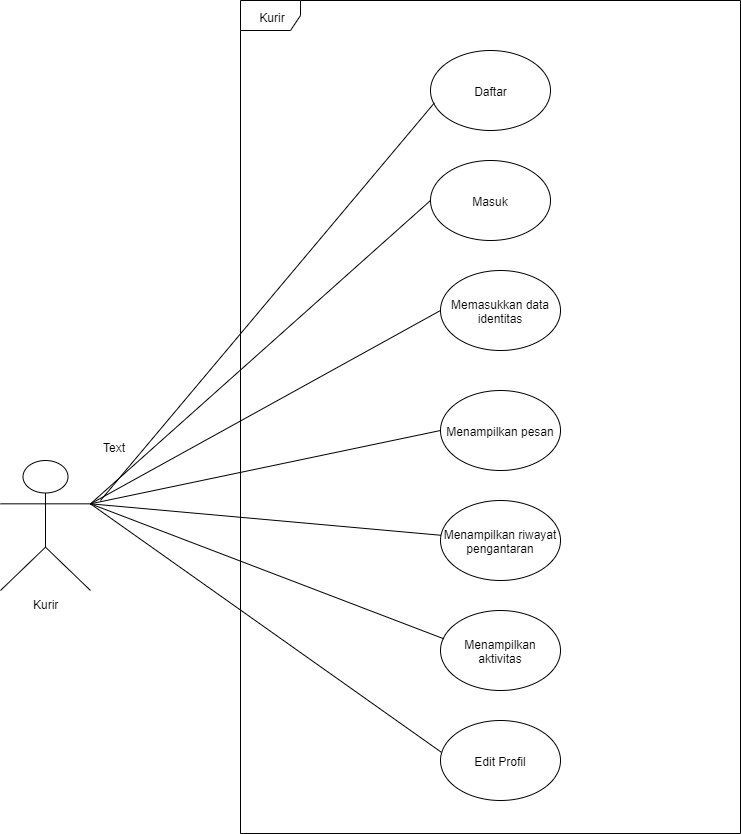 Kurir
Daftar
Masuk
Memasukkan data
identitas
Menampilkan pesan
Text
Menampilkan riwayat
pengantaran
Kurir
Menampilkan
aktivitas
Edit Profil